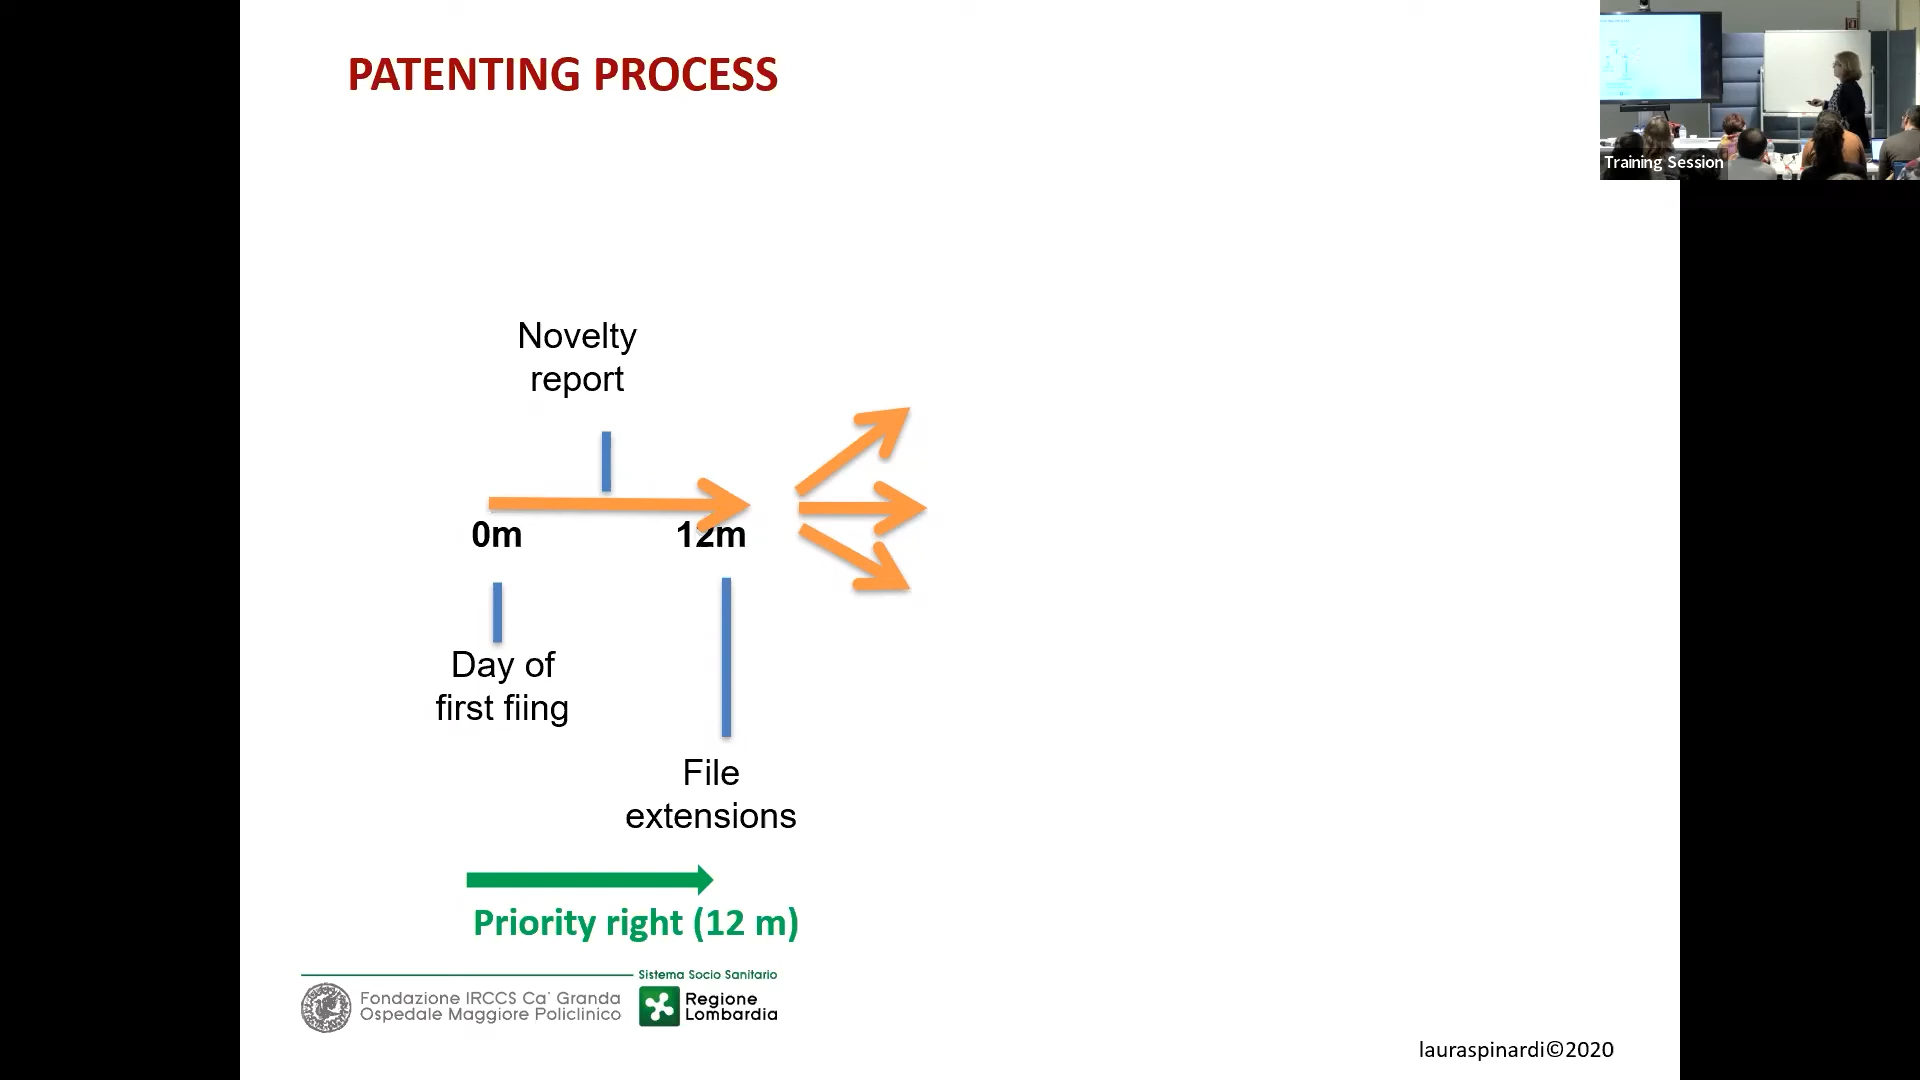 PATENTING PROCESS
Training Session
Novelty
report
0m
12m
Day of
first fiing
File
extensions
Priority right (12 m)
Sistema Socio Sanitario
Fondazione IRCCS Ca' Granda
Ospedale Maggiore Policlinico
Regione
Lombardia
lauraspinardi©2020